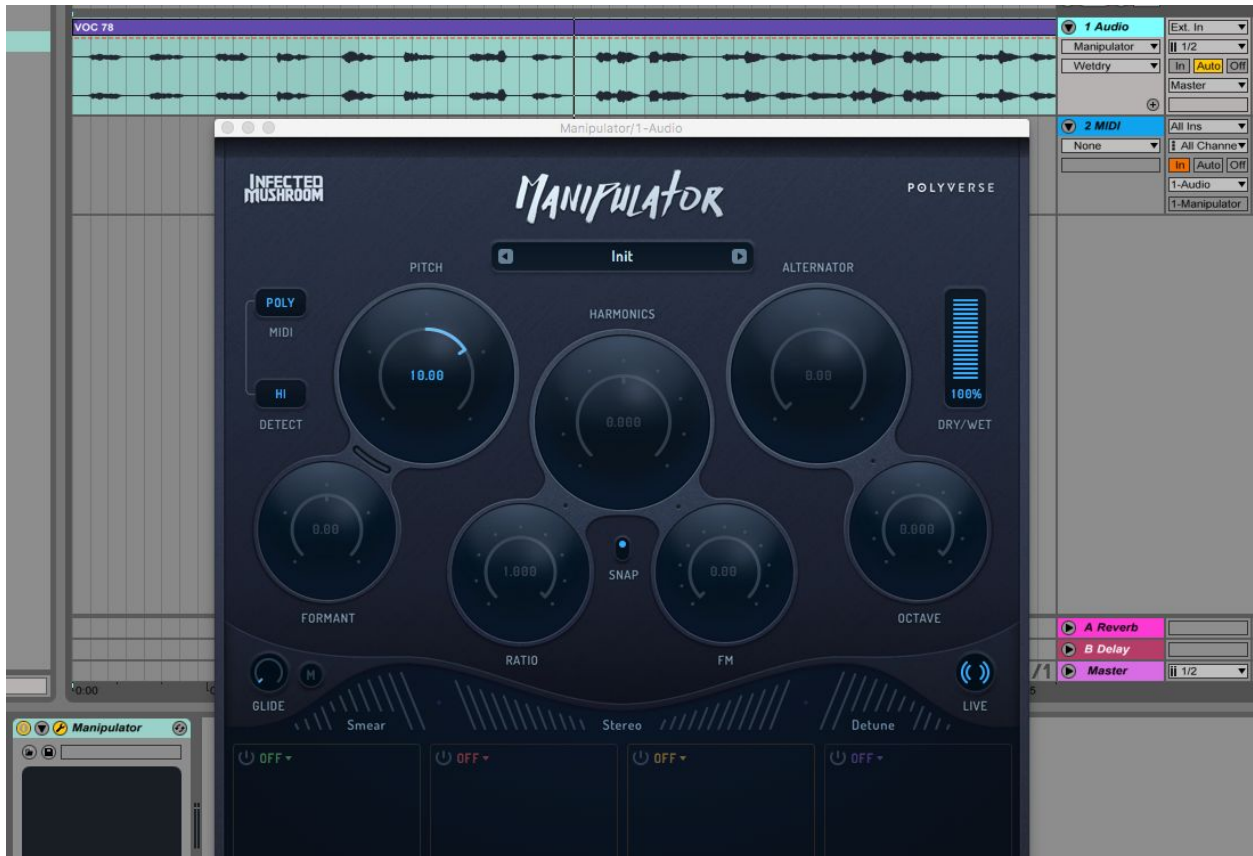 VOC 78
1 Audio
Ext. In
Manipulator
1/2
Wetdry
In Auto Off
Master
2 MIDI
All Ins
None
All Channe
In Auto Off
1-Audio
1-Manipulator
Manipulator/1-Audio
INFECTED
MUSHROOM
MANIPULATOR
POLYVERSE
Init
PITCH
ALTERNATOR
HARMONICS
POLY
MIDI
10.00
0.00
HI
100%
DETECT
0.000
DRY/WET
0.00
1.000
0.00
0.000
SNAP
FORMANT
OCTAVE
RATIO
FM
GLIDE
M
LIVE
Smear
Stereo
Detune
OFF
OFF
OFF
OFF
A Reverb
B Delay
/1
Master
1/2
0:00
5
Manipulator